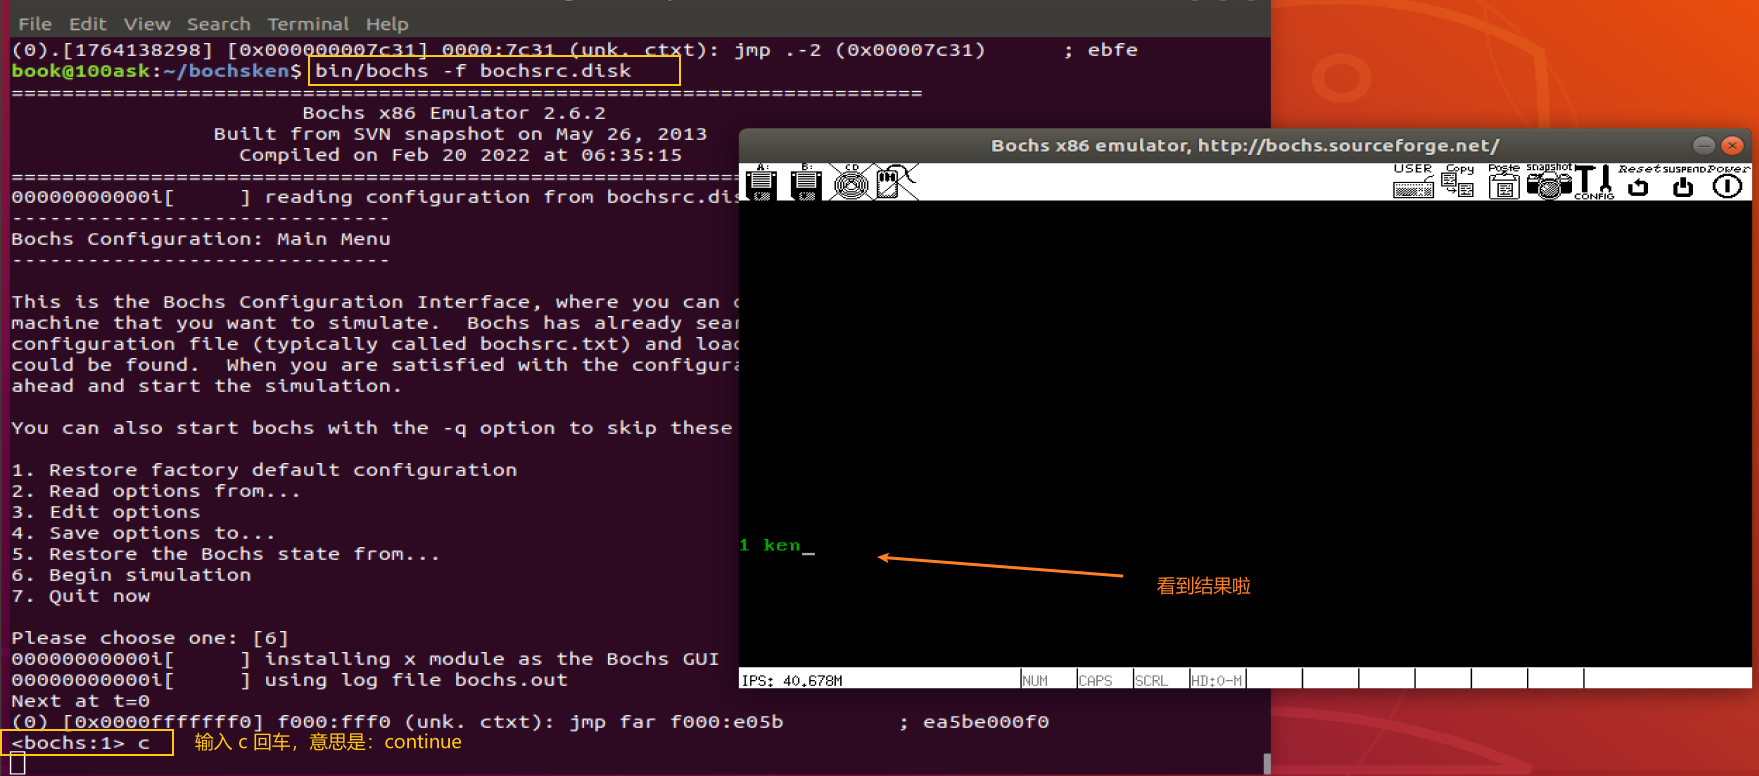 File Edit View Search Terminal Help
(0).[1764138298] [0x000000007c31] 0000:7c31 (unk. ctxt): jmp .-2 (0x00007c31) ; ebfe
book@100ask:~/bochsken$ bin/bochs -f bochsrc.disk
========================================================================
Bochs x86 Emulator 2.6.2
Built from SVN snapshot on May 26, 2013
Compiled on Feb 20 2022 at 06:35:15
========================================================================
00000000000i[ ] reading configuration from bochsrc.dis
------------------------------
Bochs Configuration: Main Menu
------------------------------
This is the Bochs Configuration Interface, where you can
machine that you want to simulate. Bochs has already sear
configuration file (typically called bochsrc.txt) and load
could be found. When you are satisfied with the configura
ahead and start the simulation.
You can also start bochs with the -q option to skip these
1. Restore factory default configuration
2. Read options from...
3. Edit options
4. Save options to...
5. Restore the Bochs state from...
6. Begin simulation
7. Quit now
Please choose one: [6]
00000000000i[ ] installing x module as the Bochs GUI
00000000000i[ ] using log file bochs.out
Next at t=0
(0) [0x0000fffffff0] f000:fff0 (unk. ctxt): jmp far f000:e05b ; ea5be000f0
<bochs:1> c
输入 c 回车，意思是：continue
Bochs x86 emulator, http://bochs.sourceforge.net/
A: B: CD USER Copy Paste snapshot CONFIG Reset SUSPEND Power
1 ken_
看到结果啦
IPS: 40.678M NUM CAPS SCRL HD:0-M